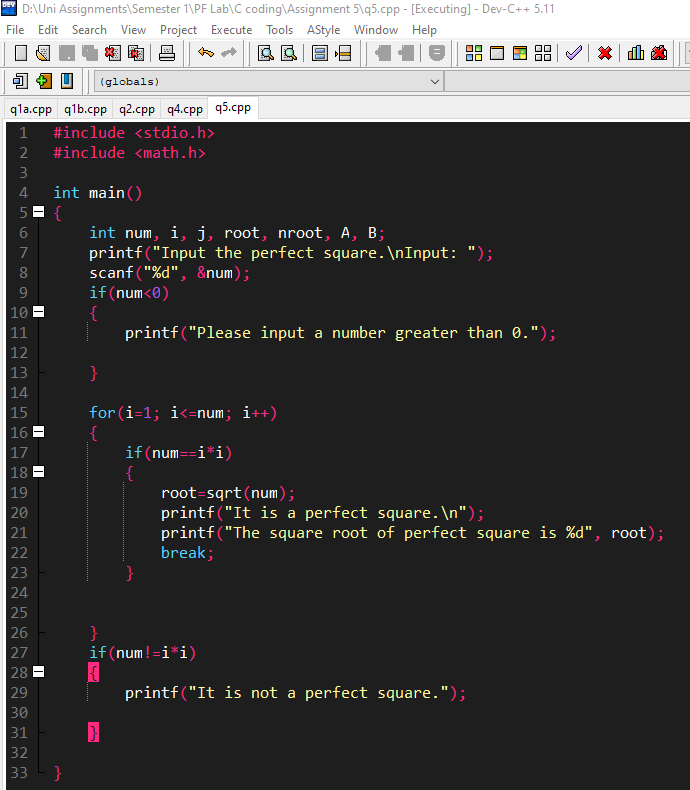 D:\Uni Assignments\Semester 1\PF Lab\C coding\Assignment 5\q5.cpp - [Executing] - Dev-C++ 5.11
File Edit Search View Project Execute Tools AStyle Window Help
(globals)
q1a.cpp q1b.cpp q2.cpp q4.cpp q5.cpp
1 #include <stdio.h>
2 #include <math.h>
3
4 int main()
5 {
6 int num, i, j, root, nroot, A, B;
7 printf("Input the perfect square.\nInput: ");
8 scanf("%d", &num);
9 if(num<0)
10 {
11 printf("Please input a number greater than 0.");
12
13 }
14
15 for(i=1; i<=num; i++)
16 {
17 if(num==i*i)
18 {
19 root=sqrt(num);
20 printf("It is a perfect square.\n");
21 printf("The square root of perfect square is %d", root);
22 break;
23 }
24
25
26 }
27 if(num!=i*i)
28 {
29 printf("It is not a perfect square.");
30
31 }
32
33 }